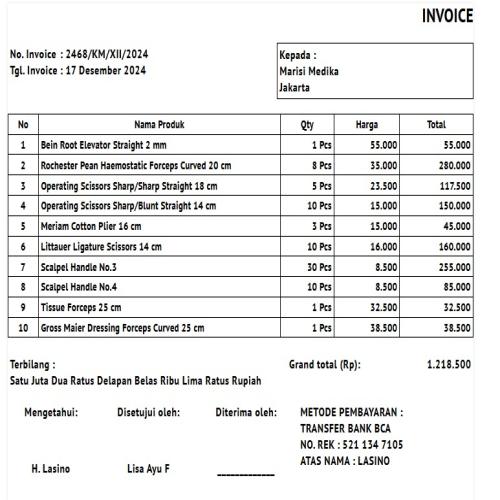 INVOICE
No. Invoice : 2468/KM/XII/2024
Tgl. Invoice : 17 Desember 2024
Kepada :
Marisi Medika
Jakarta
No Nama Produk Qty Harga Total
1 Bein Root Elevator Straight 2 mm 1 Pcs 55.000 55.000
2 Rochester Pean Haemostatic Forceps Curved 20 cm 8 Pcs 35.000 280.000
3 Operating Scissors Sharp/Sharp Straight 18 cm 5 Pcs 23.500 117.500
4 Operating Scissors Sharp/Blunt Straight 14 cm 10 Pcs 15.000 150.000
5 Meriam Cotton Plier 16 cm 3 Pcs 15.000 45.000
6 Littauer Ligature Scissors 14 cm 10 Pcs 16.000 160.000
7 Scalpel Handle No.3 30 Pcs 8.500 255.000
8 Scalpel Handle No.4 10 Pcs 8.500 85.000
9 Tissue Forceps 25 cm 1 Pcs 32.500 32.500
10 Gross Maier Dressing Forceps Curved 25 cm 1 Pcs 38.500 38.500
Terbilang :
Grand total (Rp): 1.218.500
Satu Juta Dua Ratus Delapan Belas Ribu Lima Ratus Rupiah
Mengetahui: Disetujui oleh: Diterima oleh:
H. Lasino Lisa Ayu F
METODE PEMBAYARAN :
TRANSFER BANK BCA
NO. REK : 521 134 7105
ATAS NAMA : LASINO